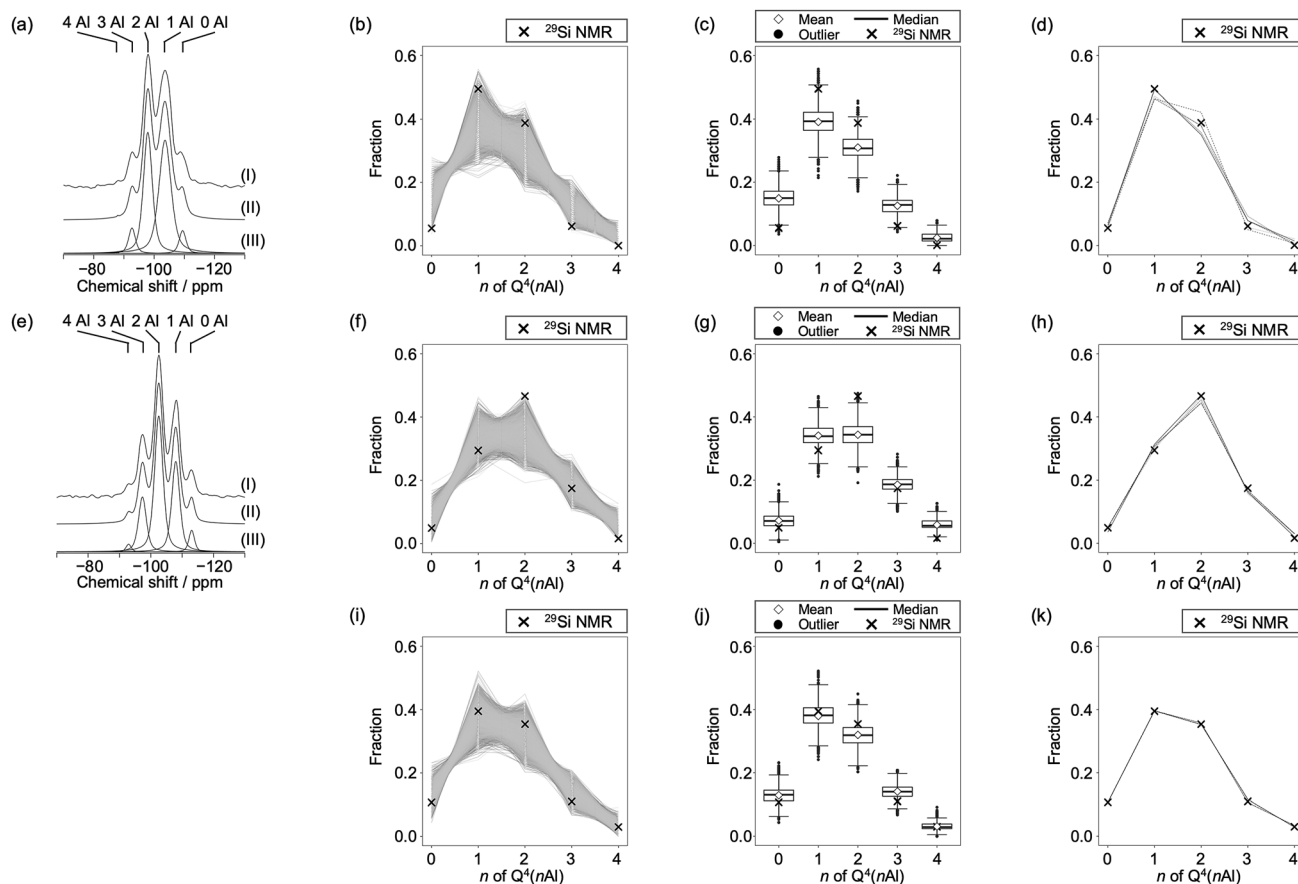 (a)
4 Al 3 Al 2 Al 1 Al 0 Al
(I)
(II)
(III)
−80 −100 −120
Chemical shift / ppm
(b)
× ²⁹Si NMR
0.6
0.4
0.2
0.0
Fraction
0 1 2 3 4
n of Q⁴(nAl)
(c)
Mean Median
Outlier × ²⁹Si NMR
0.6
0.4
0.2
0.0
Fraction
0 1 2 3 4
n of Q⁴(nAl)
(d)
× ²⁹Si NMR
0.6
0.4
0.2
0.0
Fraction
0 1 2 3 4
n of Q⁴(nAl)
(e)
4 Al 3 Al 2 Al 1 Al 0 Al
(I)
(II)
(III)
−80 −100 −120
Chemical shift / ppm
(f)
× ²⁹Si NMR
0.6
0.4
0.2
0.0
Fraction
0 1 2 3 4
n of Q⁴(nAl)
(g)
Mean Median
Outlier × ²⁹Si NMR
0.6
0.4
0.2
0.0
Fraction
0 1 2 3 4
n of Q⁴(nAl)
(h)
× ²⁹Si NMR
0.6
0.4
0.2
0.0
Fraction
0 1 2 3 4
n of Q⁴(nAl)
(i)
× ²⁹Si NMR
0.6
0.4
0.2
0.0
Fraction
0 1 2 3 4
n of Q⁴(nAl)
(j)
Mean Median
Outlier × ²⁹Si NMR
0.6
0.4
0.2
0.0
Fraction
0 1 2 3 4
n of Q⁴(nAl)
(k)
× ²⁹Si NMR
0.6
0.4
0.2
0.0
Fraction
0 1 2 3 4
n of Q⁴(nAl)